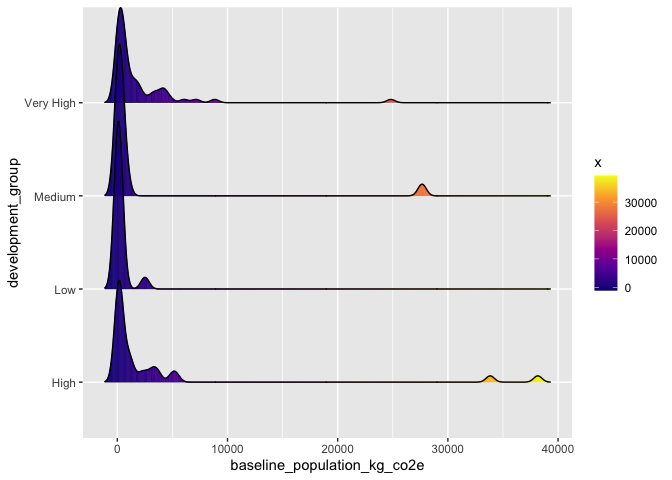 development_group
Very High
Medium
Low
High
0
10000
20000
30000
40000
baseline_population_kg_co2e
x
30000
20000
10000
0